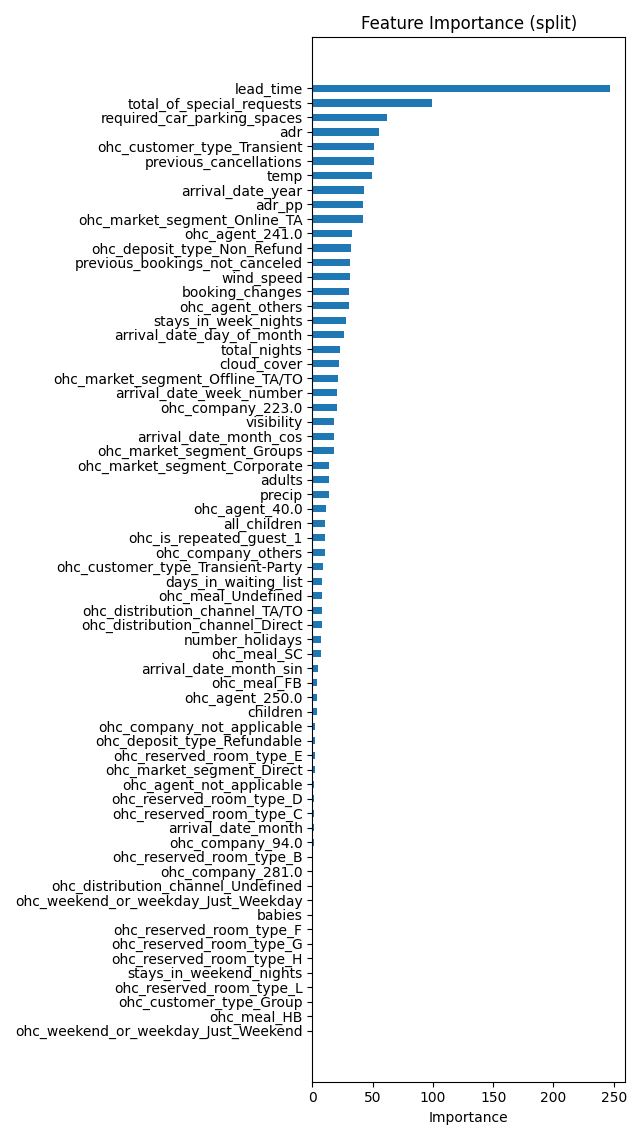 Feature Importance (split)
lead_time
total_of_special_requests
required_car_parking_spaces
adr
ohc_customer_type_Transient
previous_cancellations
temp
arrival_date_year
adr_pp
ohc_market_segment_Online_TA
ohc_agent_241.0
ohc_deposit_type_Non_Refund
previous_bookings_not_canceled
wind_speed
booking_changes
ohc_agent_others
stays_in_week_nights
arrival_date_day_of_month
total_nights
cloud_cover
ohc_market_segment_Offline_TA/TO
arrival_date_week_number
ohc_company_223.0
visibility
arrival_date_month_cos
ohc_market_segment_Groups
ohc_market_segment_Corporate
adults
precip
ohc_agent_40.0
all_children
ohc_is_repeated_guest_1
ohc_company_others
ohc_customer_type_Transient-Party
days_in_waiting_list
ohc_meal_Undefined
ohc_distribution_channel_TA/TO
ohc_distribution_channel_Direct
number_holidays
ohc_meal_SC
arrival_date_month_sin
ohc_meal_FB
ohc_agent_250.0
children
ohc_company_not_applicable
ohc_deposit_type_Refundable
ohc_reserved_room_type_E
ohc_market_segment_Direct
ohc_agent_not_applicable
ohc_reserved_room_type_D
ohc_reserved_room_type_C
arrival_date_month
ohc_company_94.0
ohc_reserved_room_type_B
ohc_company_281.0
ohc_distribution_channel_Undefined
ohc_weekend_or_weekday_Just_Weekday
babies
ohc_reserved_room_type_F
ohc_reserved_room_type_G
ohc_reserved_room_type_H
stays_in_weekend_nights
ohc_reserved_room_type_L
ohc_customer_type_Group
ohc_meal_HB
ohc_weekend_or_weekday_Just_Weekend
0 50 100 150 200 250
Importance